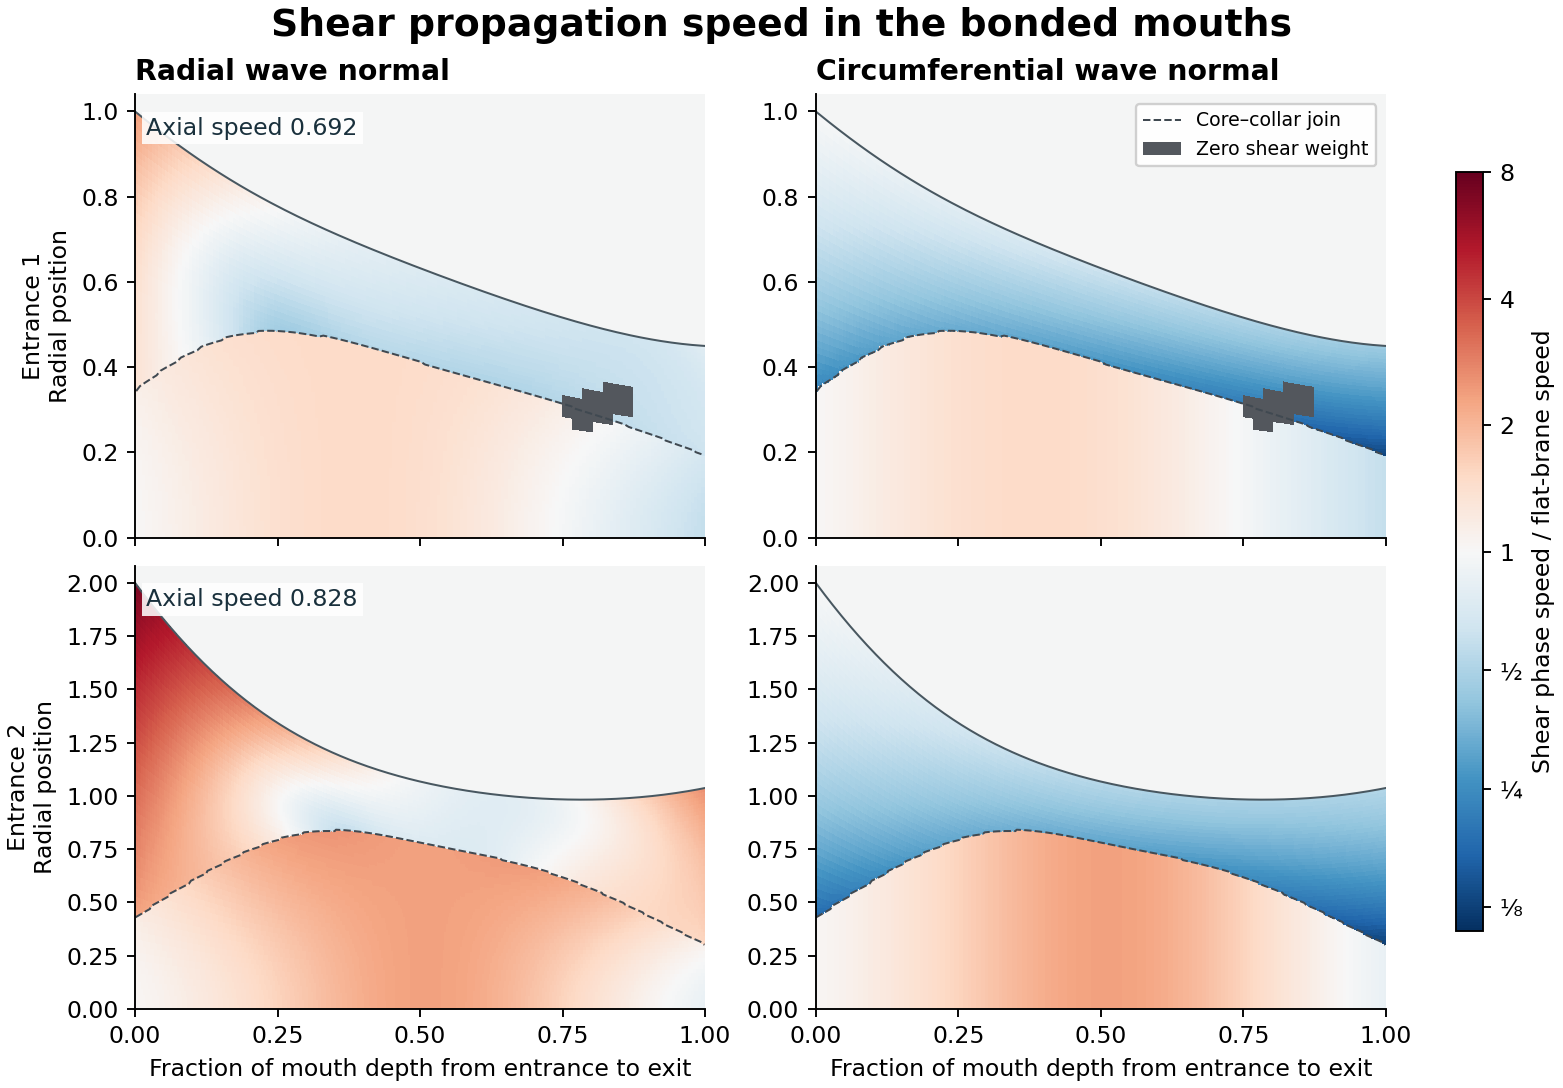 Shear propagation speed in the bonded mouths
Radial wave normal
Circumferential wave normal
Entrance 1
Radial position
1.0
0.8
0.6
0.4
0.2
0.0
Axial speed 0.692
1.0
0.8
0.6
0.4
0.2
0.0
Core–collar join
Zero shear weight
Entrance 2
Radial position
2.00
1.75
1.50
1.25
1.00
0.75
0.50
0.25
0.00
Axial speed 0.828
0.00 0.25 0.50 0.75 1.00
Fraction of mouth depth from entrance to exit
2.00
1.75
1.50
1.25
1.00
0.75
0.50
0.25
0.00
0.00 0.25 0.50 0.75 1.00
Fraction of mouth depth from entrance to exit
8
4
2
1
½
¼
⅛
Shear phase speed / flat-brane speed